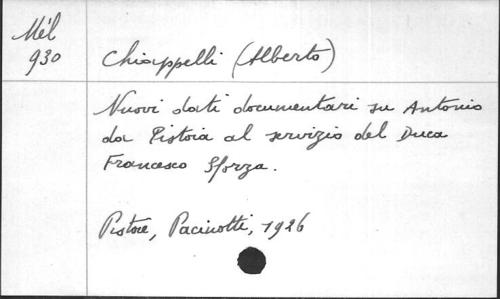 Mél
930
Chiappelli (Alberto)
Nuovi dati documentari su Antonio
da Pistoia al servizio del Duca
Francesco Sforza.
Pistoie, Pacinotti, 1926